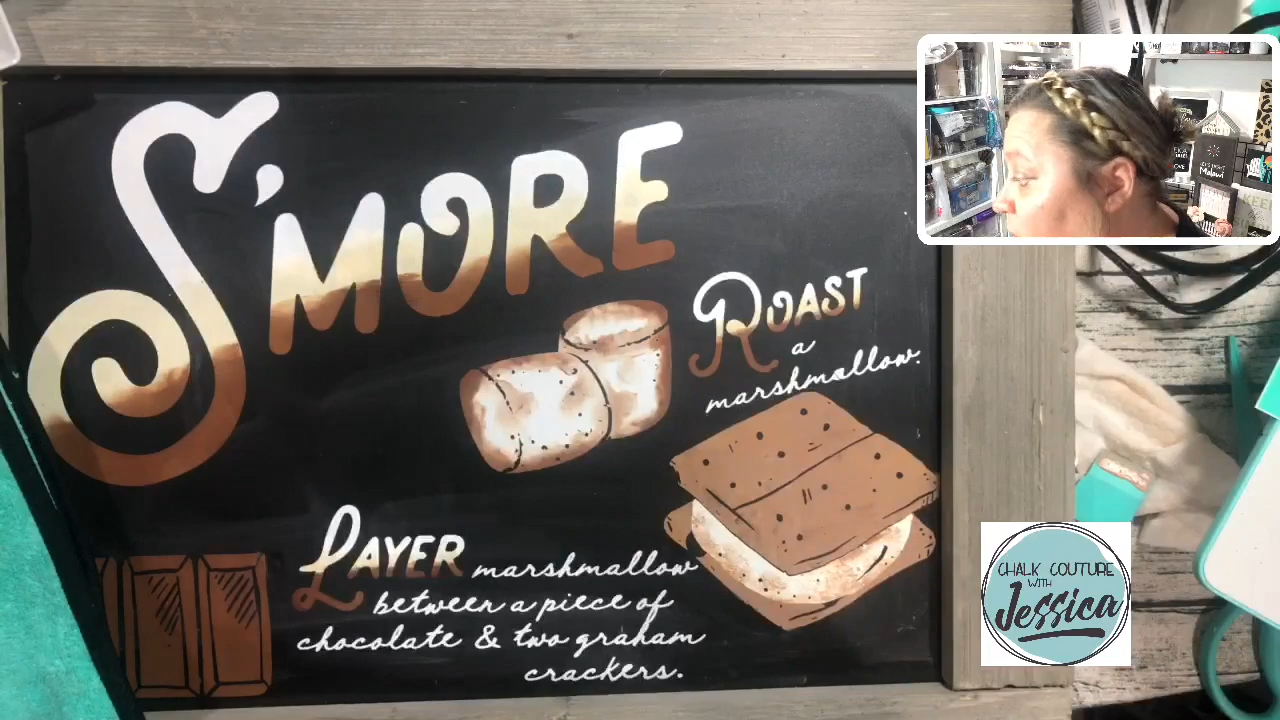 S'MORE
ROAST
a
marshmallow.
LAYER marshmallow
between a piece of
chocolate & two graham
crackers.
CHALK COUTURE
WITH
Jessica